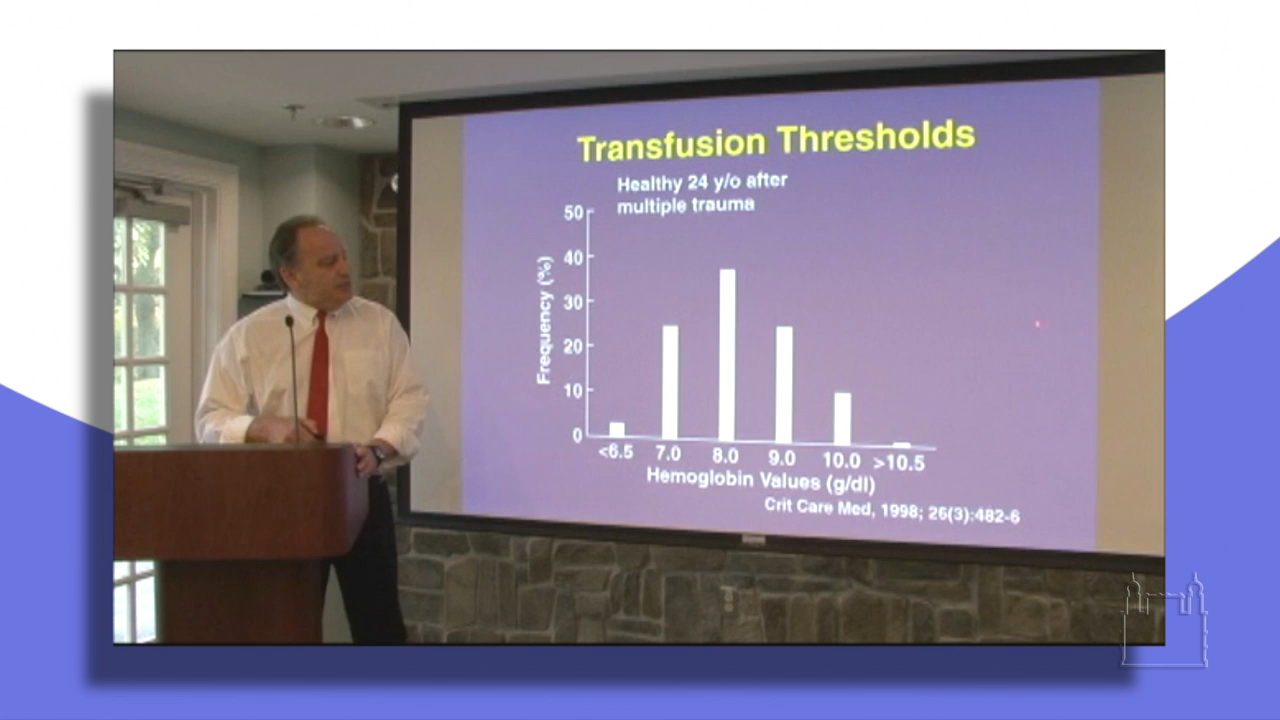 Transfusion Thresholds
Healthy 24 y/o after
multiple trauma
50
40
30
20
10
0
Frequency (%)
<6.5 7.0 8.0 9.0 10.0 >10.5
Hemoglobin Values (g/dl)
Crit Care Med, 1998; 26(3):482-6